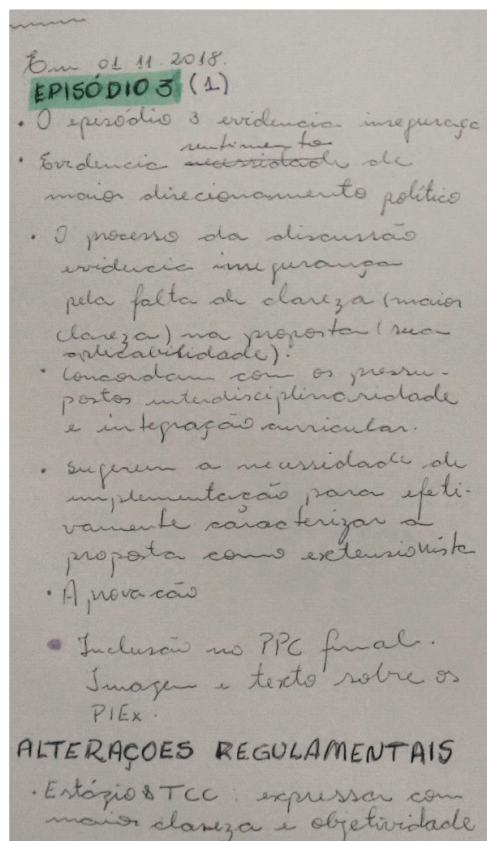 Em 01 11. 2018.
EPISÓDIO 3 (1)
• O episódio 3 evidencia insegurança
sentimento
• Evidencia necessidade de
maior direcionamento político
• O processo da discussão
evidencia insegurança
pela falta de clareza (maior
clareza) na proposta (sua
aplicabilidade).
• Concordam com os pressu-
postos interdisciplinaridade
e integração curricular.
• Sugerem a necessidade de
implementação para efeti-
vamente caracterizar a
proposta como extensionista
• Aprovação
• Inclusão no PPC final.
Imagem e texto sobre os
PIEx.
ALTERAÇOES REGULAMENTAIS
• Estágio & TCC: expressar com
maior clareza e objetividade